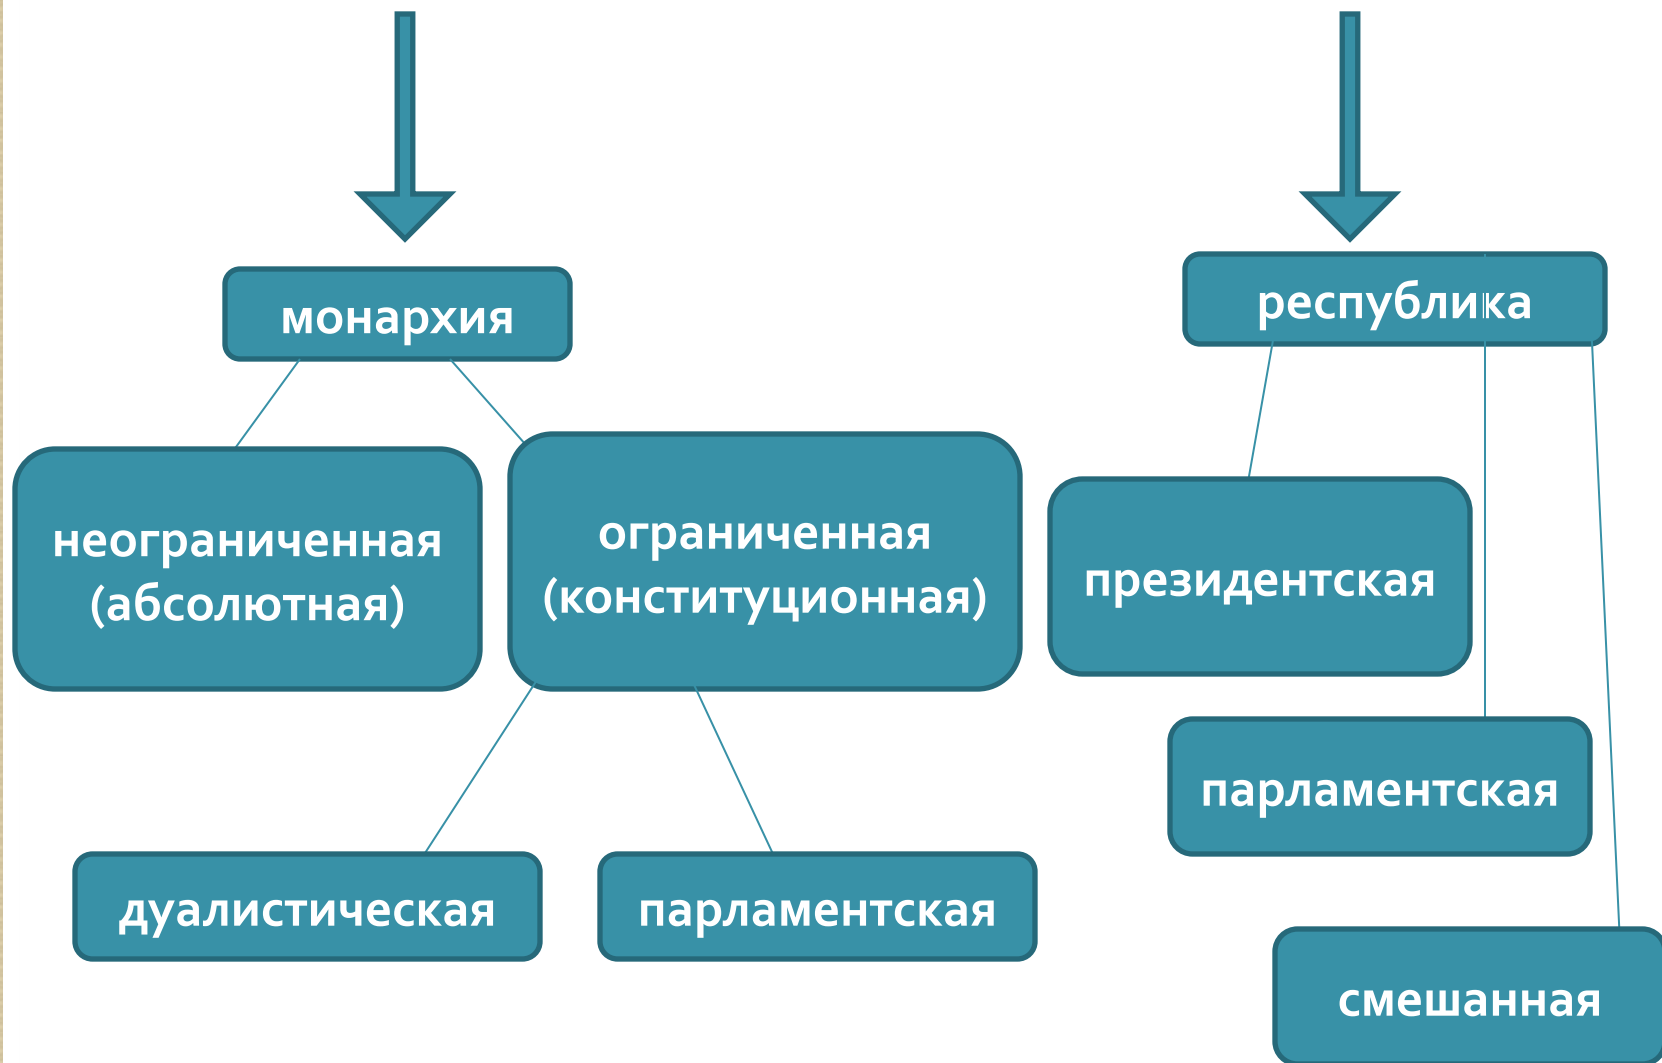 монархия
республика
неограниченная
(абсолютная)
ограниченная
(конституционная)
президентская
парламентская
дуалистическая
парламентская
смешанная